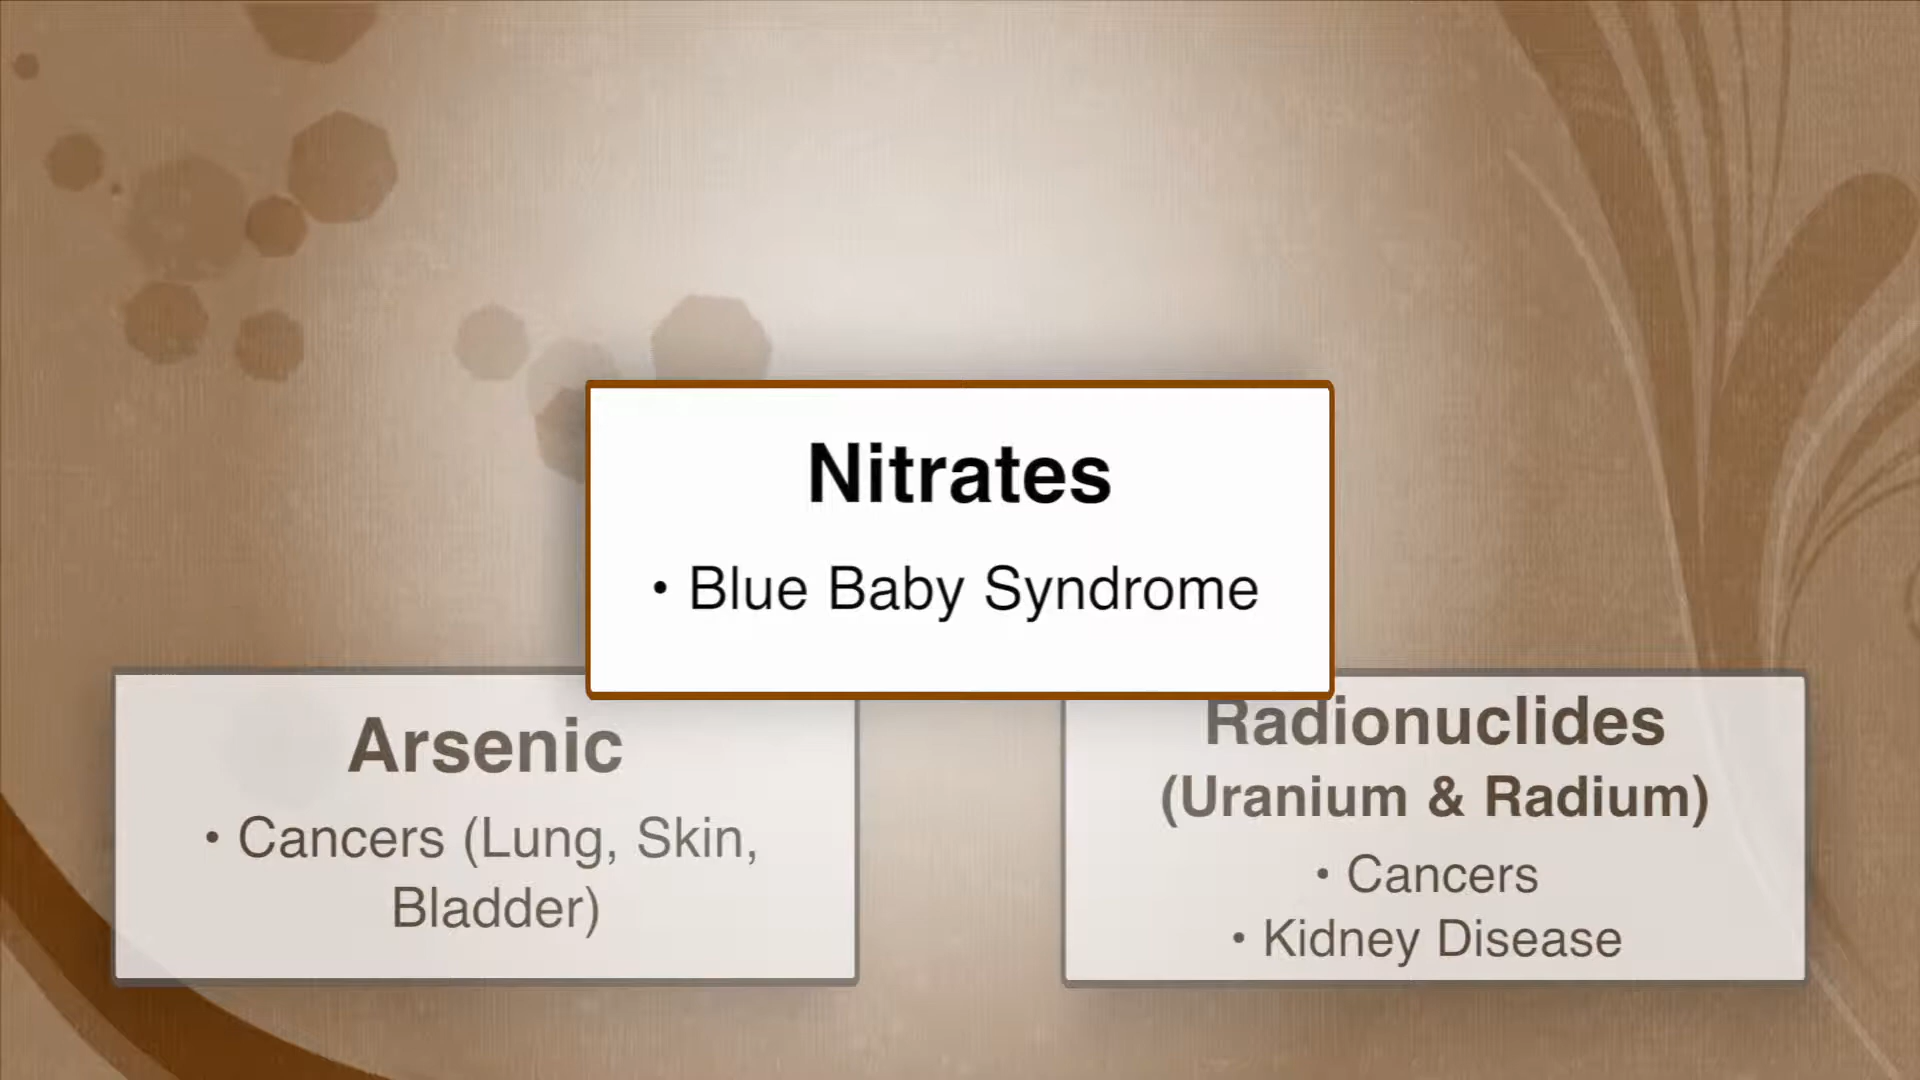 Nitrates
• Blue Baby Syndrome
Arsenic
• Cancers (Lung, Skin,
Bladder)
Radionuclides
(Uranium & Radium)
• Cancers
• Kidney Disease